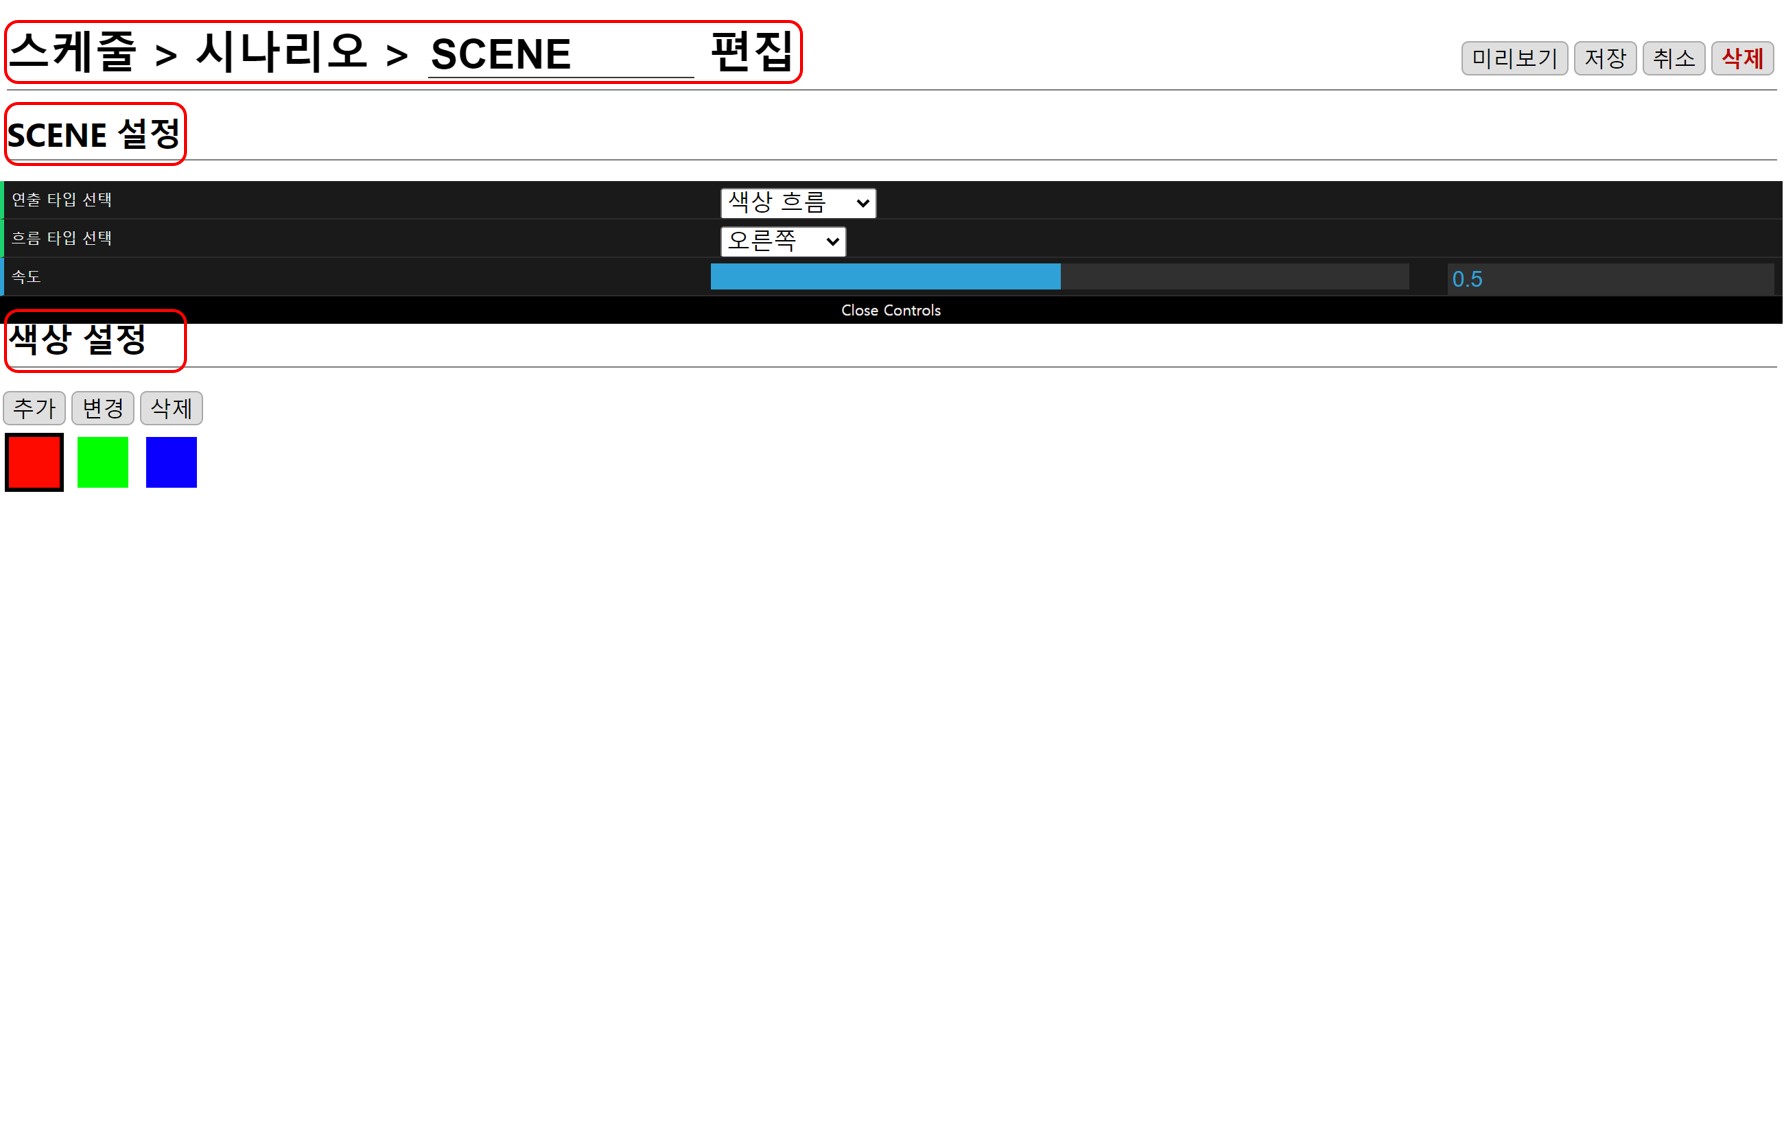 스케줄 > 시나리오 > SCENE 편집
미리보기 저장 취소 삭제
SCENE 설정
연출 타입 선택 색상 흐름
흐름 타입 선택 오른쪽
속도 0.5
Close Controls
색상 설정
추가 변경 삭제